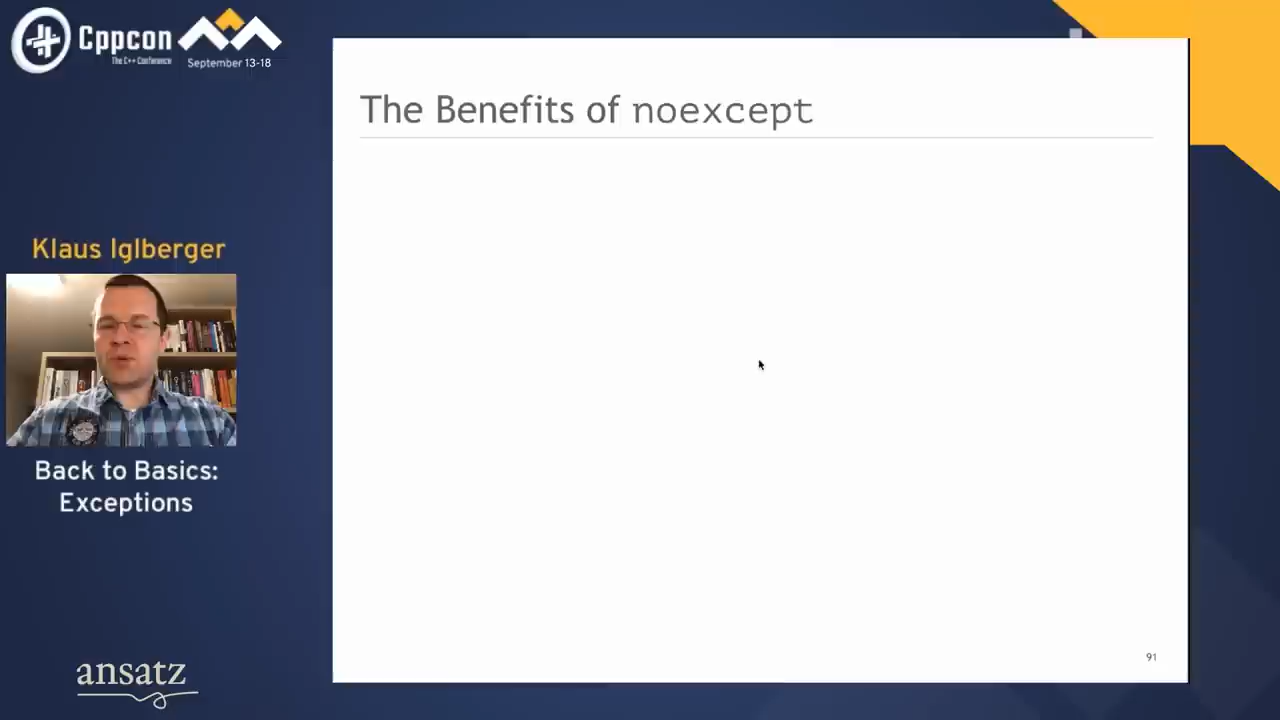 Cppcon
The C++ Conference
September 13-18
The Benefits of noexcept
Klaus Iglberger
Back to Basics:
Exceptions
ansatz
91